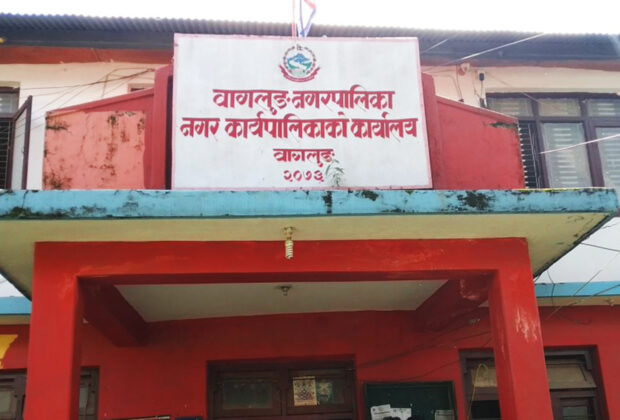 वागलुङ नगरपालिका
नगर कार्यपालिकाको कार्यालय
वागलुङ
२०७३